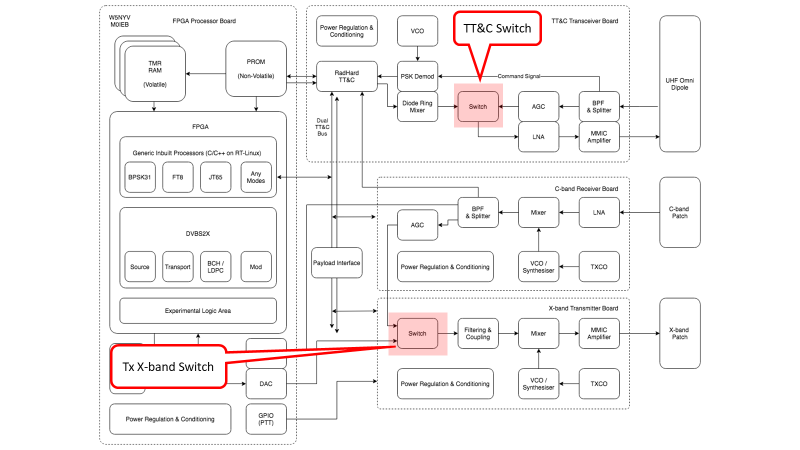 W5NYV
M0IEB
FPGA Processor Board
TMR
RAM
(Volatile)
PROM
(Non-Volatile)
FPGA
Generic Inbuilt Processors (C/C++ on RT-Linux)
BPSK31
FT8
JT65
Any
Modes
DVBS2X
Source
Transport
BCH /
LDPC
Mod
Experimental Logic Area
Tx X-band Switch
DAC
Power Regulation & Conditioning
GPIO
(PTT)
TT&C Transceiver Board
Power Regulation &
Conditioning
VCO
TT&C Switch
RadHard
TT&C
PSK Demod
Command Signal
Diode Ring
Mixer
Switch
AGC
BPF
& Splitter
LNA
MMIC
Amplifier
UHF Omni
Dipole
Dual
TT&C
Bus
Payload Interface
C-band Receiver Board
BPF
& Splitter
AGC
Mixer
LNA
C-band
Patch
Power Regulation & Conditioning
VCO /
Synthesiser
TXCO
X-band Transmitter Board
Switch
Filtering &
Coupling
Mixer
MMIC
Amplifier
X-band
Patch
Power Regulation & Conditioning
VCO /
Synthesiser
TXCO